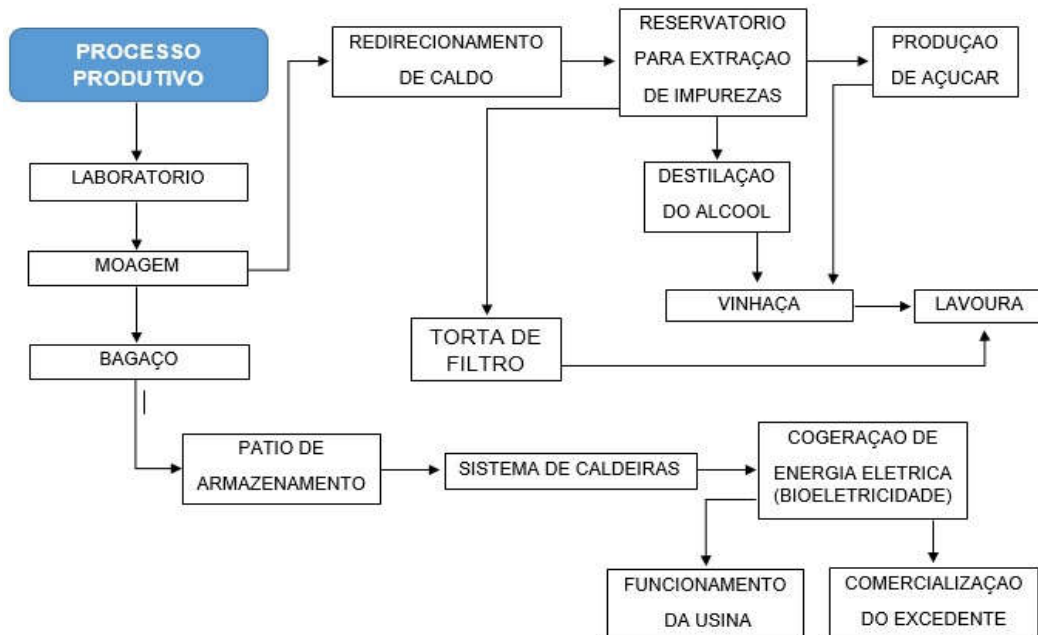 PROCESSO
PRODUTIVO
REDIRECIONAMENTO
DE CALDO
RESERVATORIO
PARA EXTRAÇAO
DE IMPUREZAS
PRODUÇAO
DE AÇUCAR
LABORATORIO
DESTILAÇAO
DO ALCOOL
MOAGEM
VINHAÇA
LAVOURA
TORTA DE
FILTRO
BAGAÇO
PATIO DE
ARMAZENAMENTO
SISTEMA DE CALDEIRAS
COGERAÇAO DE
ENERGIA ELETRICA
(BIOELETRICIDADE)
FUNCIONAMENTO
DA USINA
COMERCIALIZAÇAO
DO EXCEDENTE